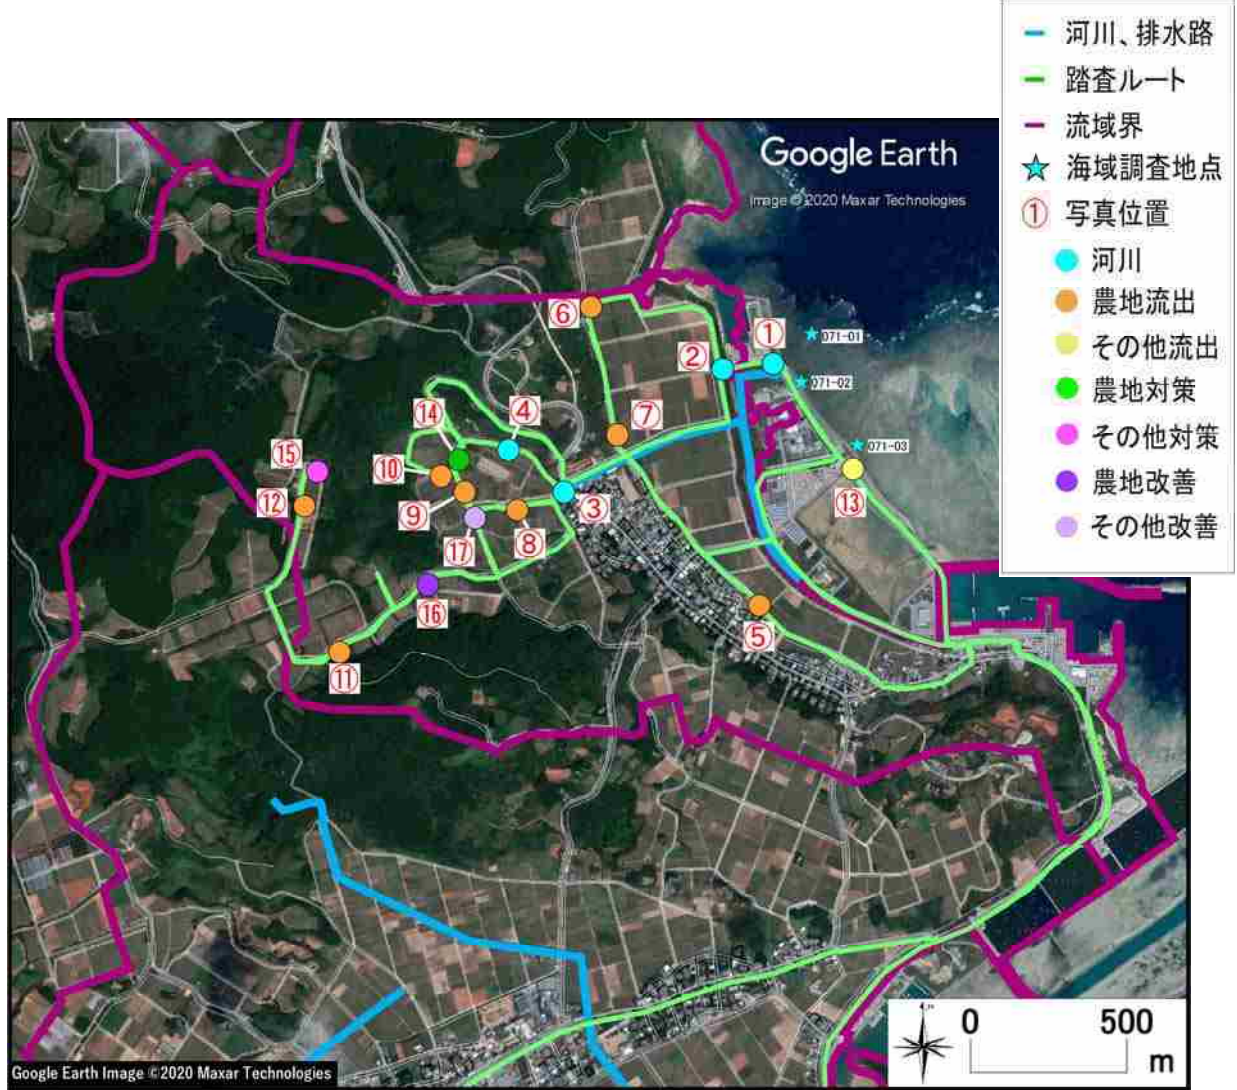 河川、排水路
踏査ルート
流域界
海域調査地点
① 写真位置
河川
農地流出
その他流出
農地対策
その他対策
農地改善
その他改善
Google Earth
Image © 2020 Maxar Technologies
⑥
①
071-01
②
071-02
⑭
④
⑦
071-03
⑮
⑩
⑫
⑨
③
⑬
⑰
⑧
⑯
⑤
⑪
0 500
m
Google Earth Image ©2020 Maxar Technologies